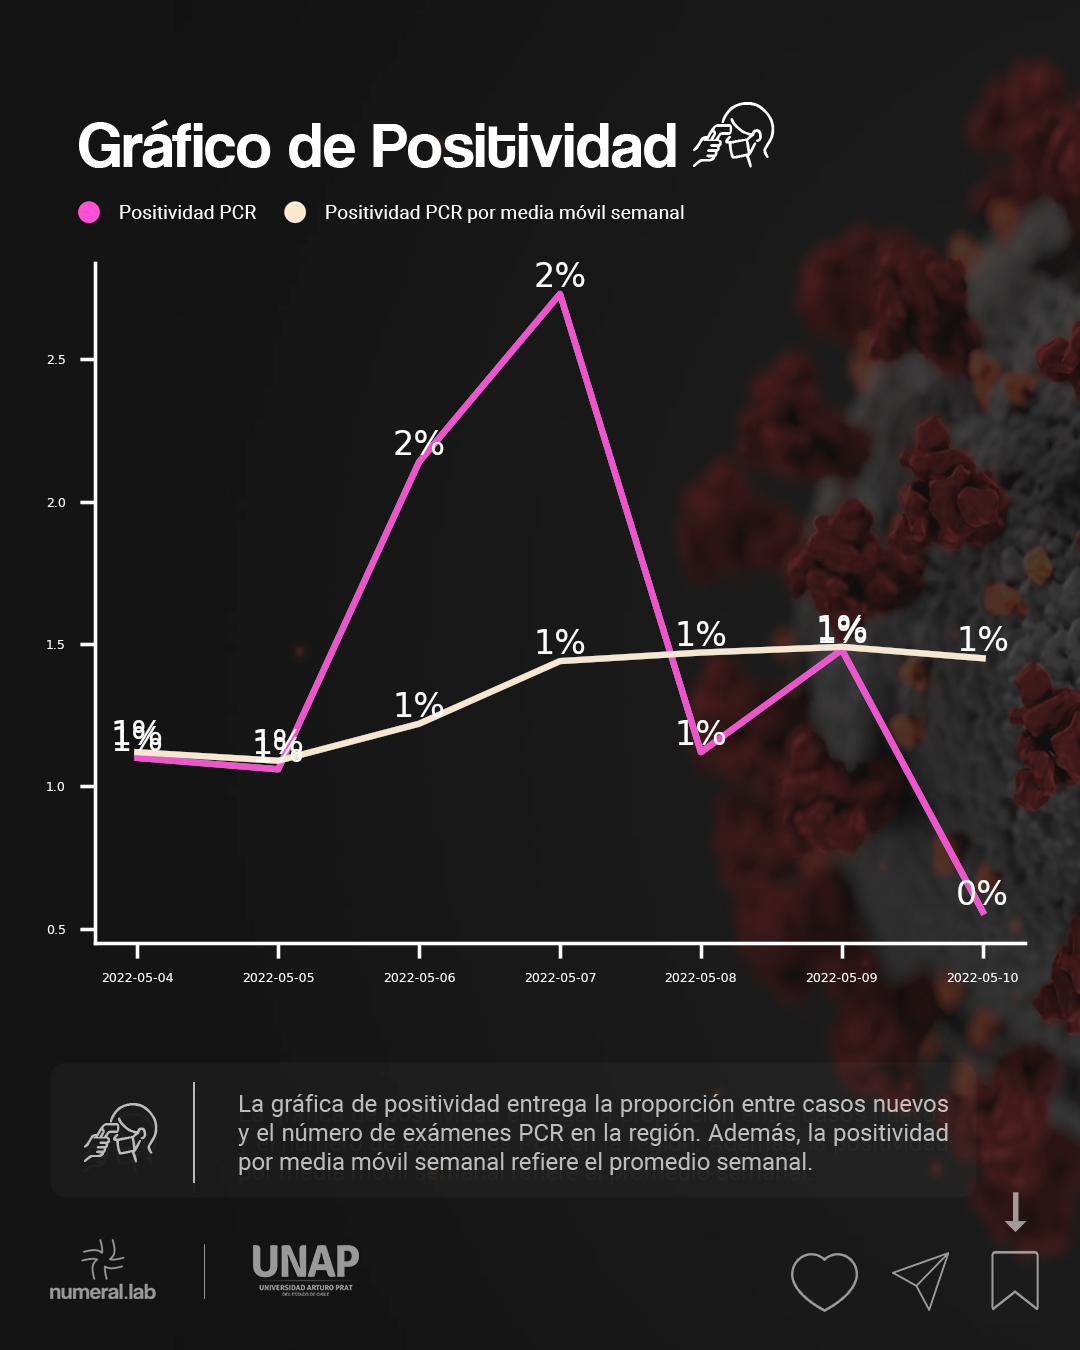 Gráfico de Positividad
Positividad PCR
Positividad PCR por media móvil semanal
2%
2.5
2%
2.0
1%
1%
1%
1%
1.5
1%
1%
1%
1%
1%
1%
1%
1.0
0%
0.5
2022-05-04
2022-05-05
2022-05-06
2022-05-07
2022-05-08
2022-05-09
2022-05-10
La gráfica de positividad entrega la proporción entre casos nuevos
y el número de exámenes PCR en la región. Además, la positividad
por media móvil semanal refiere el promedio semanal.
numeral.lab
UNAP
UNIVERSIDAD ARTURO PRAT
DEL ESTADO DE CHILE